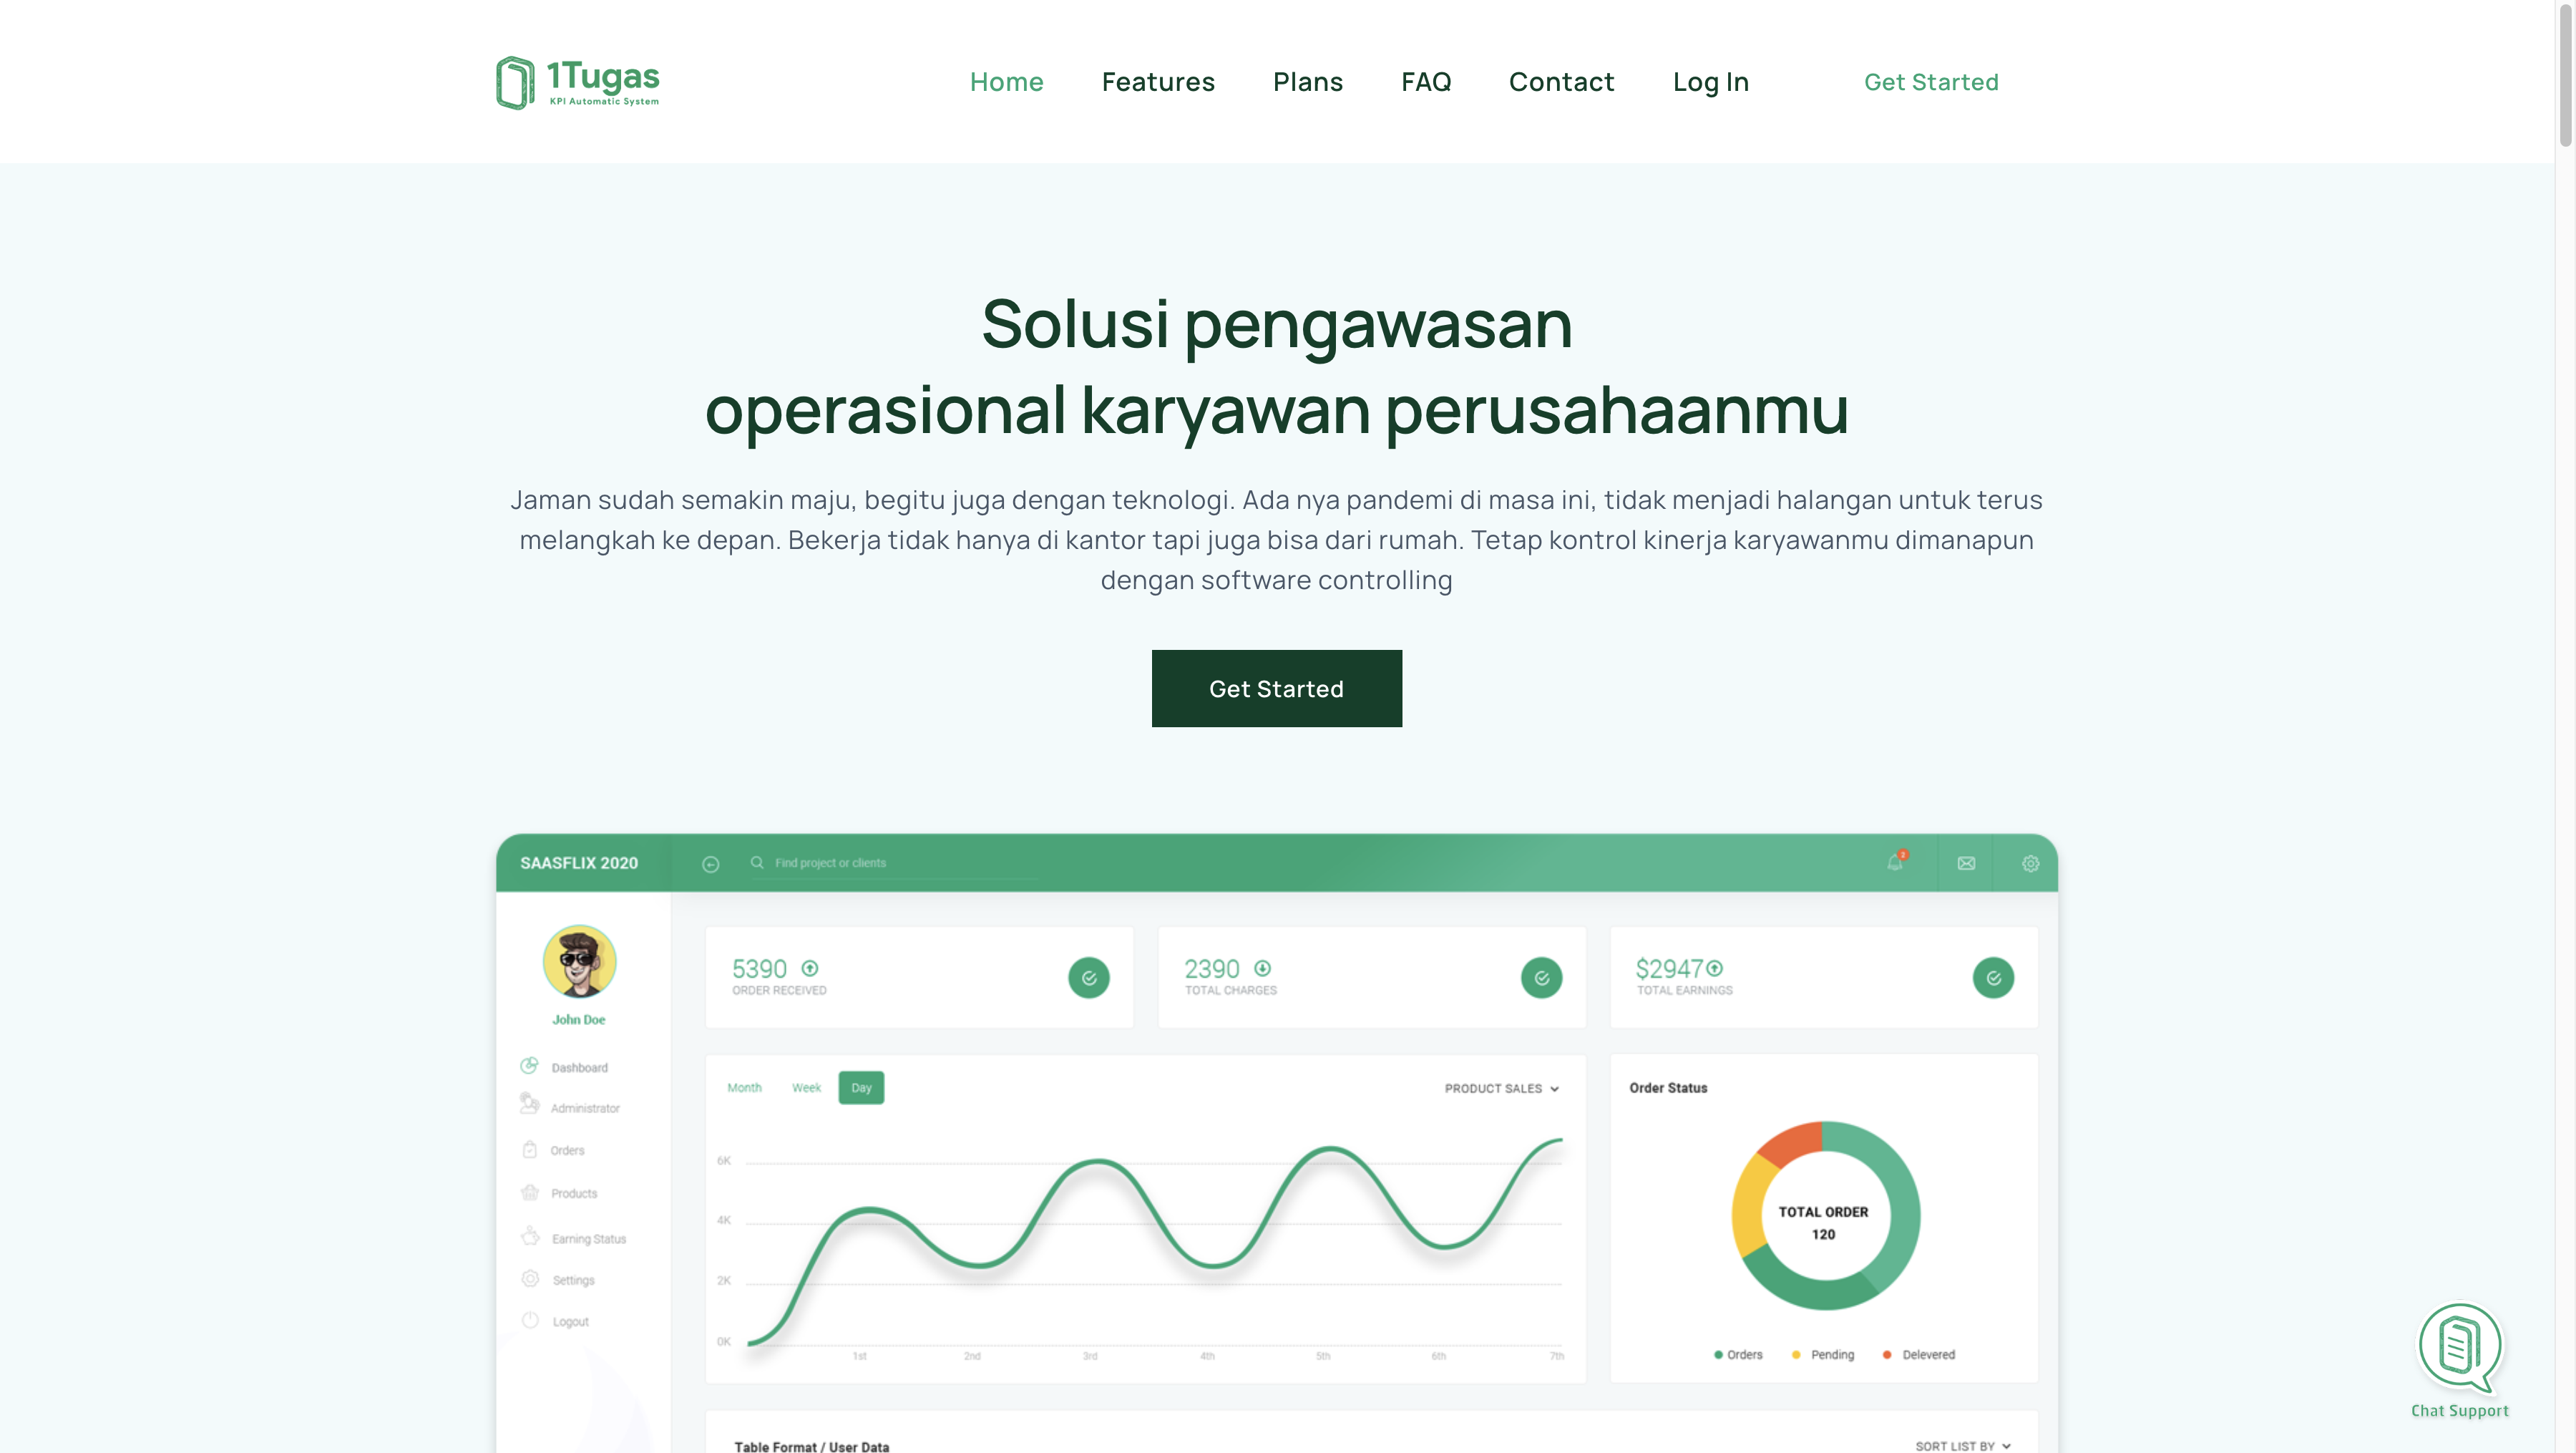 1Tugas
KPI Automatic System
Home Features Plans FAQ Contact Log In Get Started
Solusi pengawasan
operasional karyawan perusahaanmu
Jaman sudah semakin maju, begitu juga dengan teknologi. Ada nya pandemi di masa ini, tidak menjadi halangan untuk terus
melangkah ke depan. Bekerja tidak hanya di kantor tapi juga bisa dari rumah. Tetap kontrol kinerja karyawanmu dimanapun
dengan software controlling
Get Started
SAASFLIX 2020
Find project or clients
2
John Doe
Dashboard
Administrator
Orders
Products
Earning Status
Settings
Logout
5390
ORDER RECEIVED
2390
TOTAL CHARGES
$2947
TOTAL EARNINGS
Month Week Day
PRODUCT SALES
6K
4K
2K
0K
1st 2nd 3rd 4th 5th 6th 7th
Order Status
TOTAL ORDER
120
Orders Pending Delevered
Table Format / User Data
SORT LIST BY
Chat Support